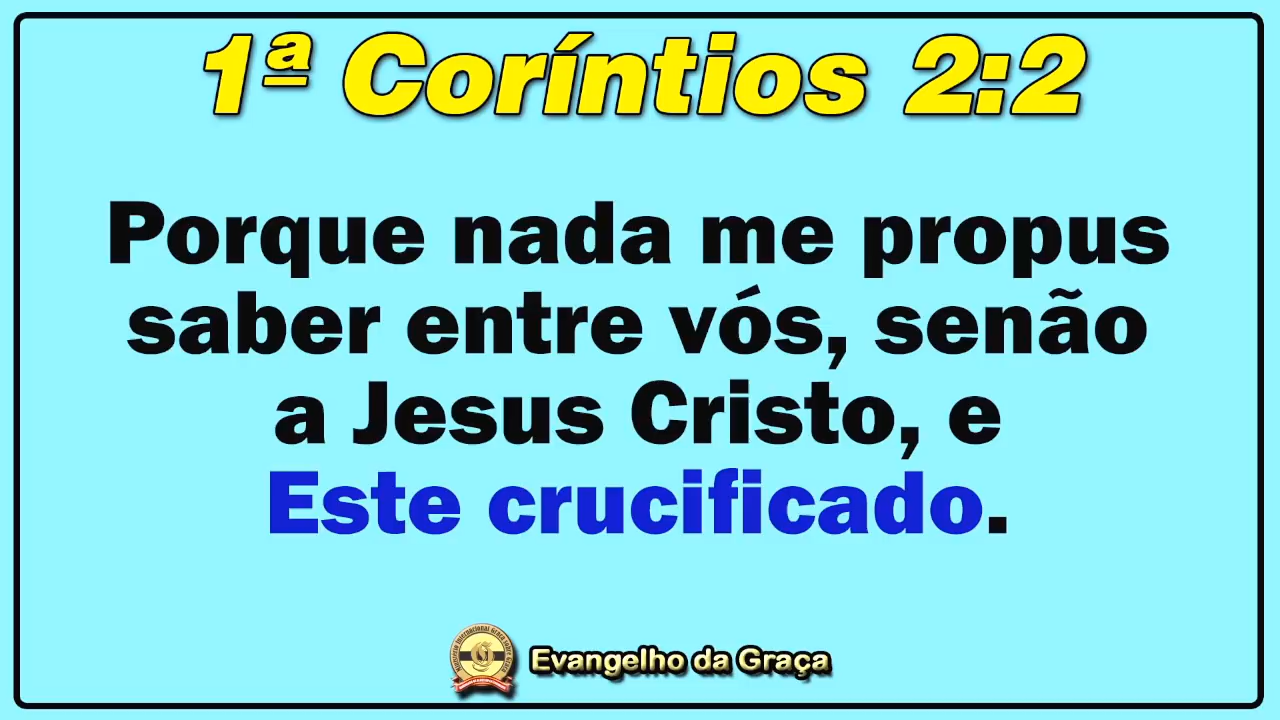 1ª Coríntios 2:2
Porque nada me propus
saber entre vós, senão
a Jesus Cristo, e
Este crucificado.
Evangelho da Graça